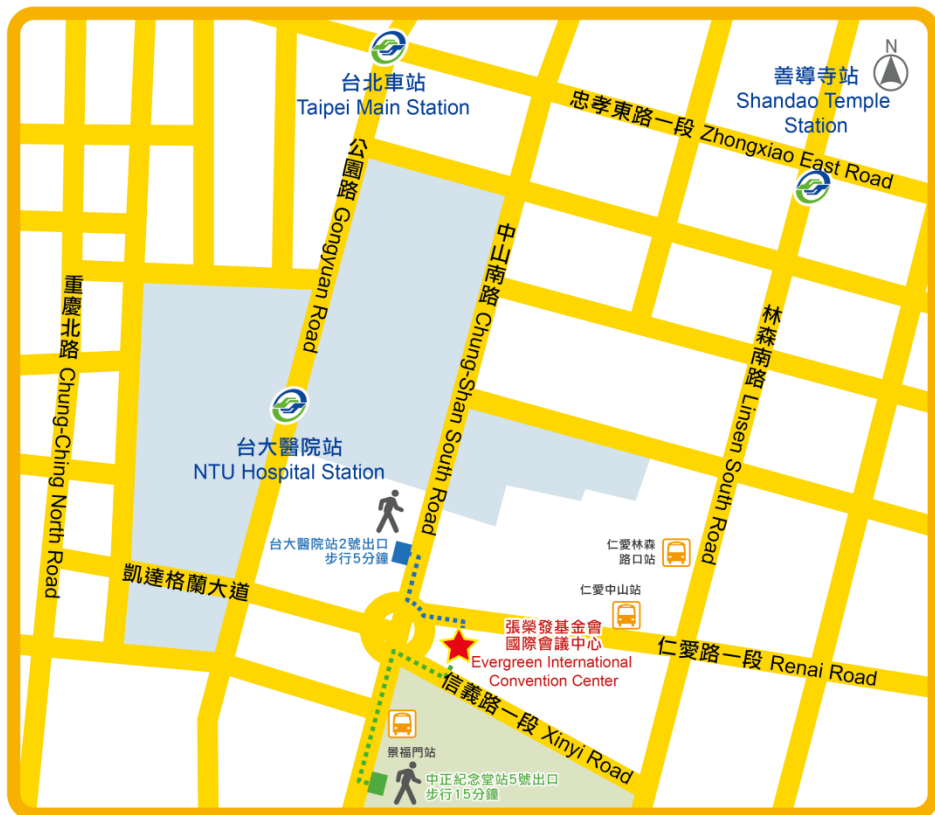 台北車站
Taipei Main Station
N
善導寺站
Shandao Temple
Station
忠孝東路一段 Zhongxiao East Road
公園路 Gongyuan Road
中山南路 Chung-Shan South Road
重慶北路 Chung-Ching North Road
林森南路 Linsen South Road
台大醫院站
NTU Hospital Station
台大醫院站2號出口
步行5分鐘
仁愛林森
路口站
凱達格蘭大道
仁愛中山站
張榮發基金會
國際會議中心
Evergreen International
Convention Center
仁愛路一段 Renai Road
信義路一段 Xinyi Road
景福門站
中正紀念堂站5號出口
步行15分鐘